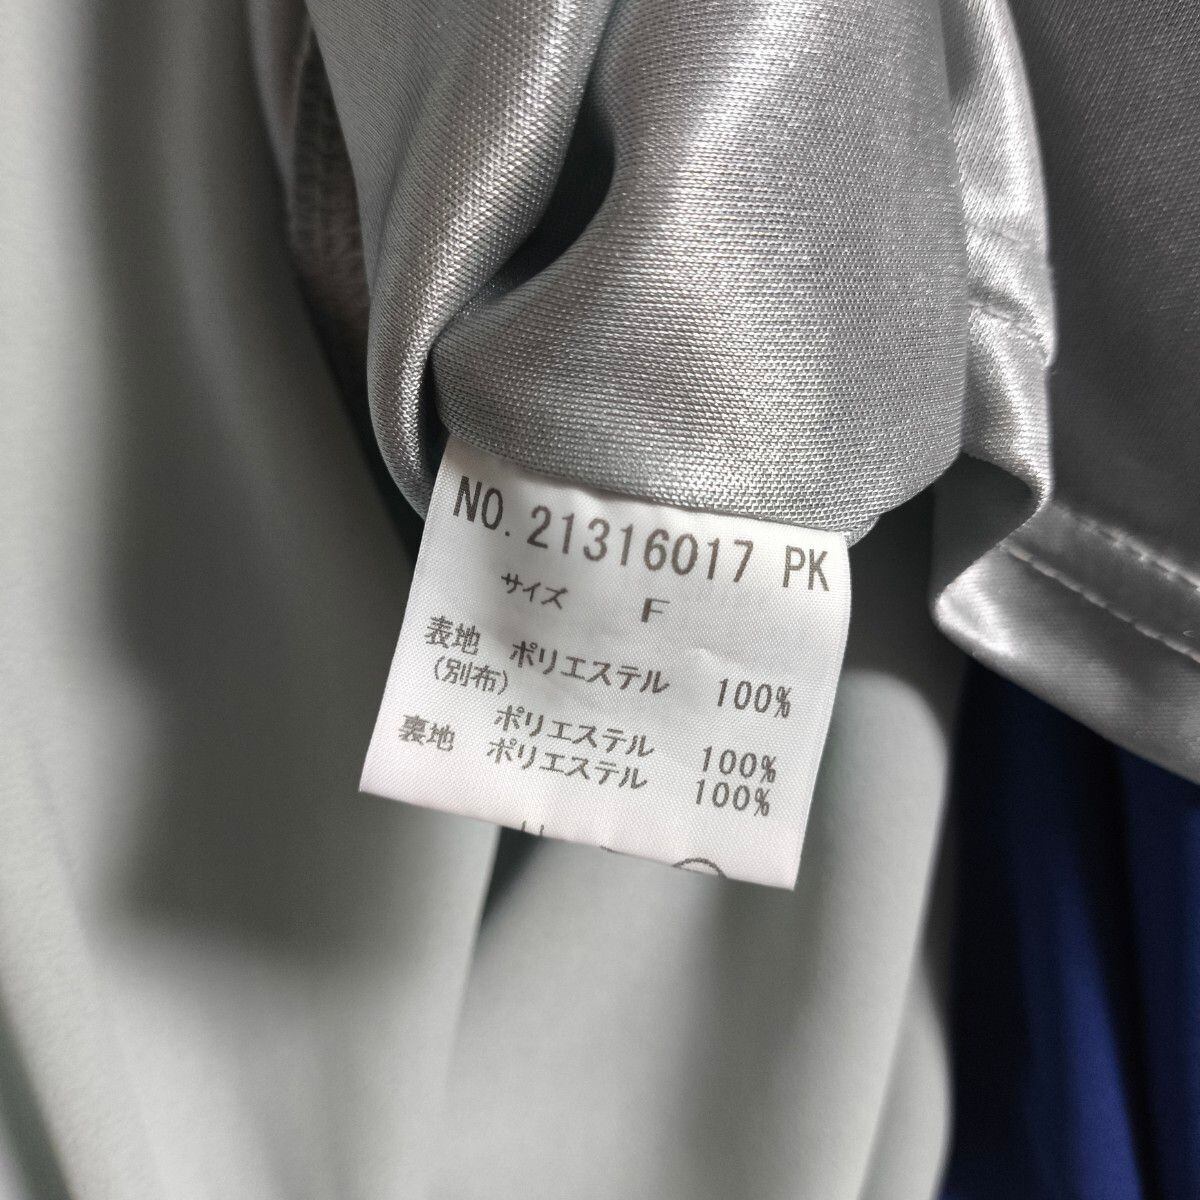 NO. 21316017 PK
サイズ F
表地 ポリエステル 100%
(別布)
ポリエステル 100%
裏地 ポリエステル 100%